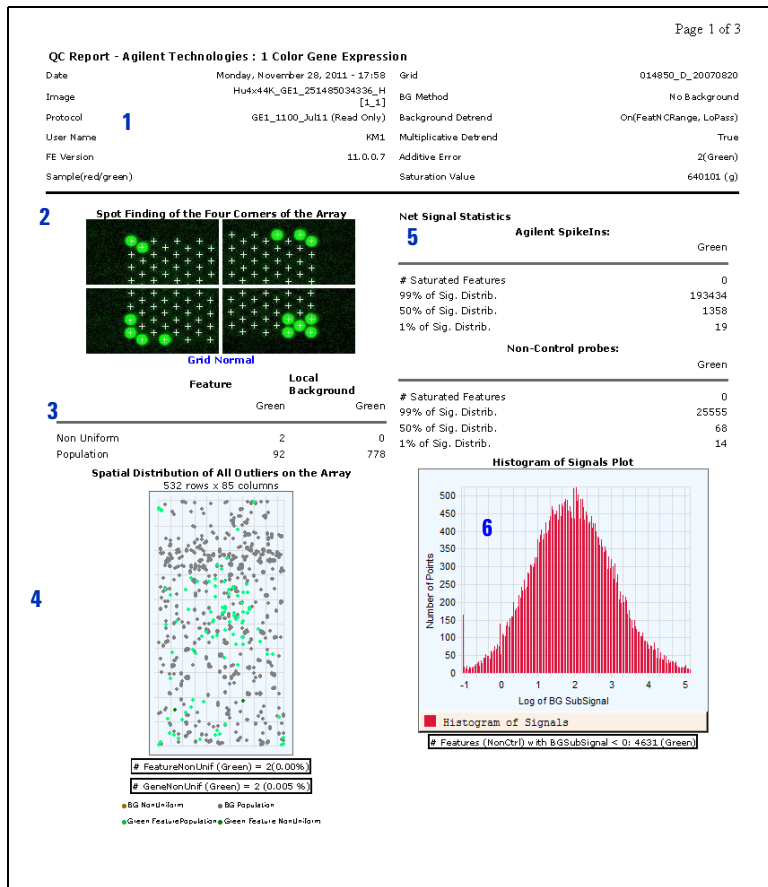 Page 1 of 3
QC Report - Agilent Technologies : 1 Color Gene Expression
Date Monday, November 28, 2011 - 17:58 Grid 014850_D_20070820
Image Hu4x44K_GE1_251485034336_H [1_1] BG Method No Background
1
Protocol GE1_1100_Jul11 (Read Only) Background Detrend On(FeatNCRange, LoPass)
User Name KM1 Multiplicative Detrend True
FE Version 11.0.0.7 Additive Error 2(Green)
Sample(red/green) Saturation Value 640101 (g)
2
Spot Finding of the Four Corners of the Array
Grid Normal
3
Feature Local Background
Green Green
Non Uniform 2 0
Population 92 778
4
Spatial Distribution of All Outliers on the Array
532 rows x 85 columns
# FeatureNonUnif (Green) = 2(0.00%)
# GeneNonUnif (Green) = 2 (0.005 %)
BG NonUniform BG Population
Green FeaturePopulation Green Feature NonUniform
Net Signal Statistics
5
Agilent SpikeIns:
Green
# Saturated Features 0
99% of Sig. Distrib. 193434
50% of Sig. Distrib. 1358
1% of Sig. Distrib. 19
Non-Control probes:
Green
# Saturated Features 0
99% of Sig. Distrib. 25555
50% of Sig. Distrib. 68
1% of Sig. Distrib. 14
Histogram of Signals Plot
6
Number of Points
500
450
400
350
300
250
200
150
100
50
0
-1 0 1 2 3 4 5
Log of BG SubSignal
Histogram of Signals
# Features (NonCtrl) with BGSubSignal < 0: 4631 (Green)